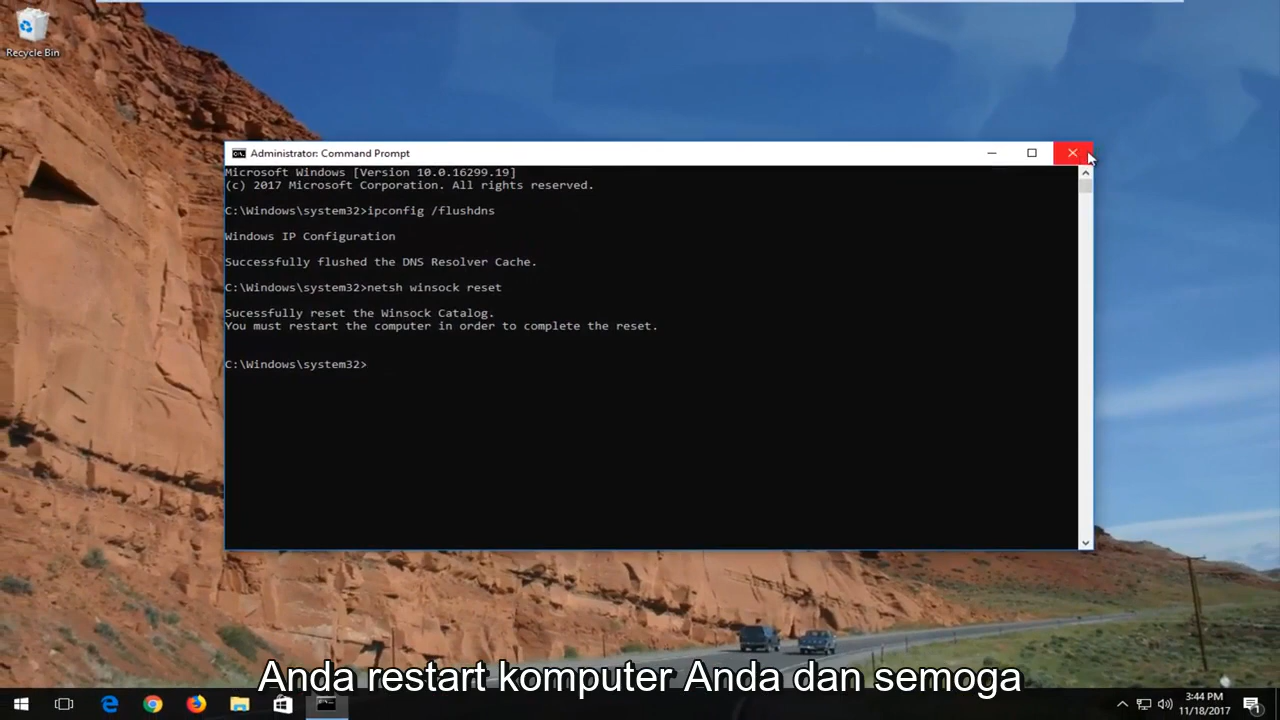 Recycle Bin
Administrator: Command Prompt
Microsoft Windows [Version 10.0.16299.19]
(c) 2017 Microsoft Corporation. All rights reserved.
C:\Windows\system32>ipconfig /flushdns
Windows IP Configuration
Successfully flushed the DNS Resolver Cache.
C:\Windows\system32>netsh winsock reset
Sucessfully reset the Winsock Catalog.
You must restart the computer in order to complete the reset.
C:\Windows\system32>
Anda restart komputer Anda dan semoga
3:44 PM
11/18/2017
1